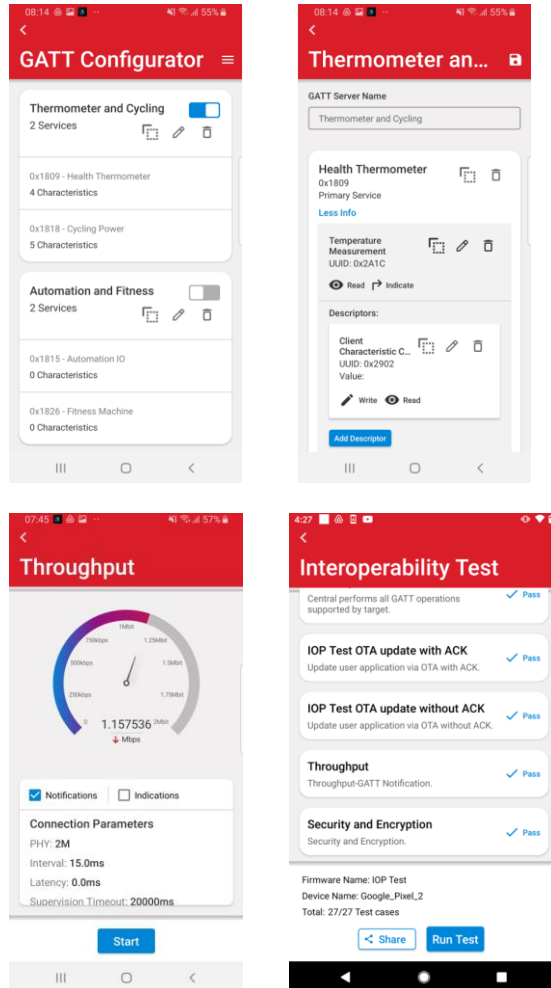 08:14 55%
GATT Configurator
Thermometer and Cycling
2 Services
0x1809 - Health Thermometer
4 Characteristics
0x1818 - Cycling Power
5 Characteristics
Automation and Fitness
2 Services
0x1815 - Automation IO
0 Characteristics
0x1826 - Fitness Machine
0 Characteristics
08:14 55%
Thermometer an...
GATT Server Name
Thermometer and Cycling
Health Thermometer
0x1809
Primary Service
Less Info
Temperature
Measurement
UUID: 0x2A1C
Read Indicate
Descriptors:
Client
Characteristic C...
UUID: 0x2902
Value:
Write Read
Add Descriptor
07:45 57%
Throughput
1Mbit
750kbps 1.25Mbit
500kbps 1.5Mbit
250kbps 1.75Mbit
0 1.157536 2Mbit
Mbps
Notifications Indications
Connection Parameters
PHY: 2M
Interval: 15.0ms
Latency: 0.0ms
Supervision Timeout: 20000ms
Start
4:27
Interoperability Test
Central performs all GATT operations
supported by target.
Pass
IOP Test OTA update with ACK
Update user application via OTA with ACK.
Pass
IOP Test OTA update without ACK
Update user application via OTA without ACK.
Pass
Throughput
Throughput-GATT Notification.
Pass
Security and Encryption
Security and Encryption.
Pass
Firmware Name: IOP Test
Device Name: Google_Pixel_2
Total: 27/27 Test cases
Share Run Test